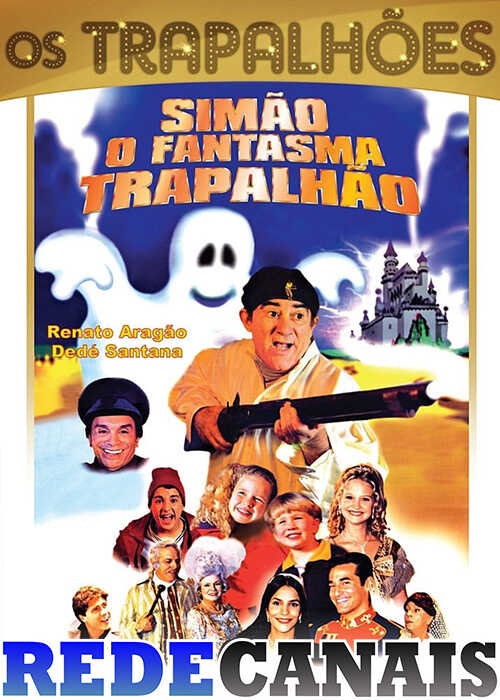 OS TRAPALHÕES
SIMÃO
O FANTASMA
TRAPALHÃO
Renato Aragão
Dedé Santana
REDECANAIS